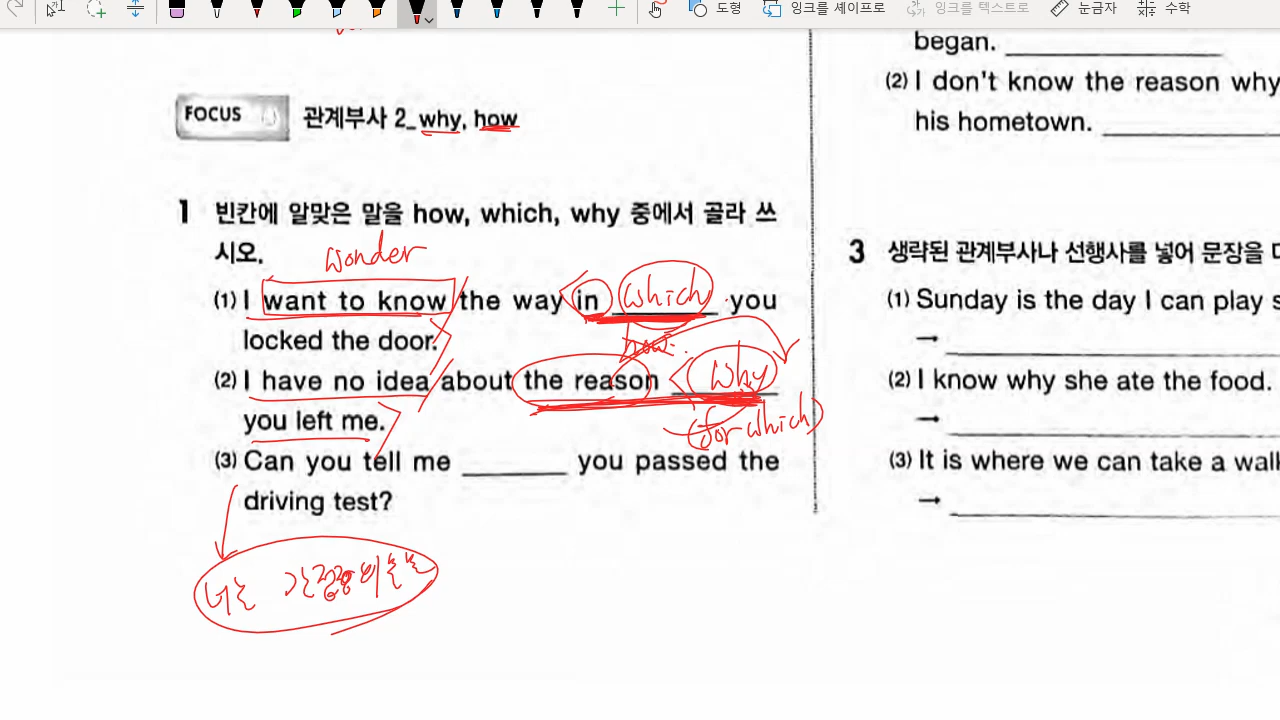 도형 잉크를 셰이프로 잉크를 텍스트로 눈금자 수학
FOCUS 관계부사 2_why, how
1 빈칸에 알맞은 말을 how, which, why 중에서 골라 쓰
시오.
wonder
(1) I want to know the way in which you
locked the door.
how
(2) I have no idea about the reason why
you left me.
(for which)
(3) Can you tell me ________ you passed the
driving test?
너는
began. ________
(2) I don't know the reason why
his hometown. ________
3 생략된 관계부사나 선행사를 넣어 문장을 다
(1) Sunday is the day I can play s
→
(2) I know why she ate the food.
→
(3) It is where we can take a walk
→